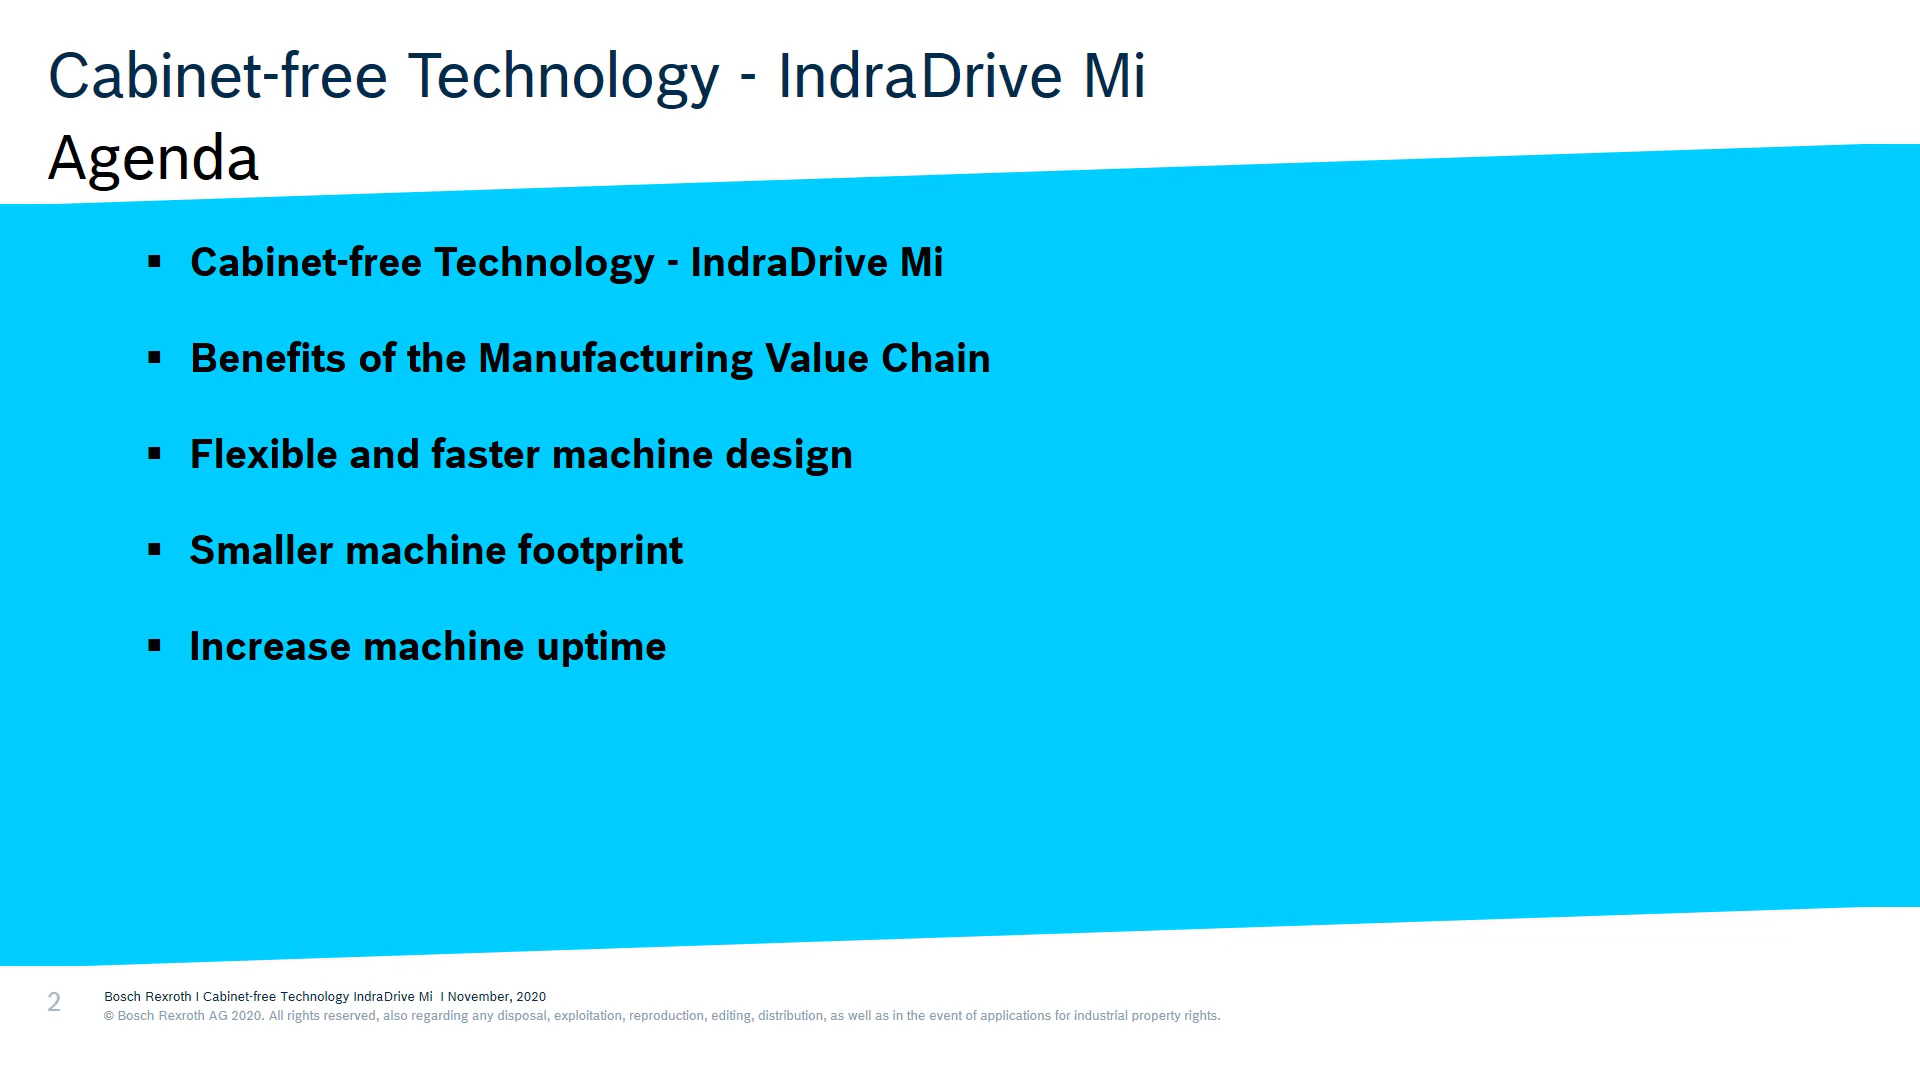 Cabinet-free Technology - IndraDrive Mi
Agenda
▪ Cabinet-free Technology - IndraDrive Mi
▪ Benefits of the Manufacturing Value Chain
▪ Flexible and faster machine design
▪ Smaller machine footprint
▪ Increase machine uptime
2
Bosch Rexroth I Cabinet-free Technology IndraDrive Mi I November, 2020
© Bosch Rexroth AG 2020. All rights reserved, also regarding any disposal, exploitation, reproduction, editing, distribution, as well as in the event of applications for industrial property rights.